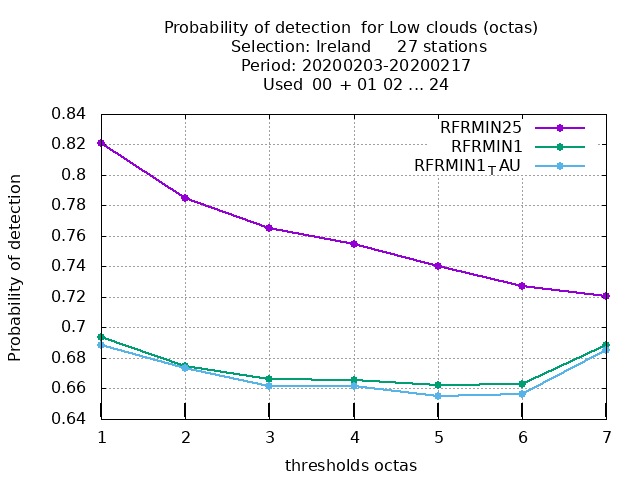 Probability of detection  for Low clouds (octas)
Selection: Ireland     27 stations
Period: 20200203-20200217
Used  00  + 01 02 ... 24
0.84
0.82
0.8
0.78
0.76
0.74
0.72
0.7
0.68
0.66
0.64
Probability of detection
RFRMIN25
RFRMIN1
RFRMIN1TAU
1 2 3 4 5 6 7
thresholds octas